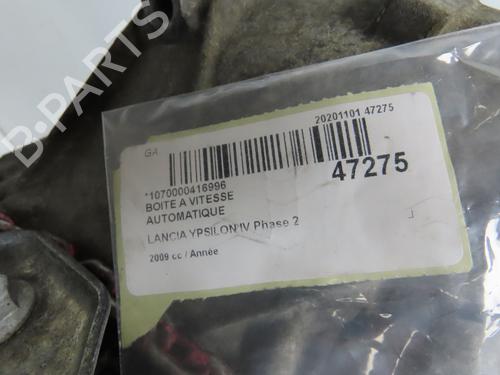 B-PARTS
GA
20201101 47275
47275
*1070000416996
BOITE A VITESSE
AUTOMATIQUE
LANCIA YPSILON IV Phase 2
2009 cc / Année